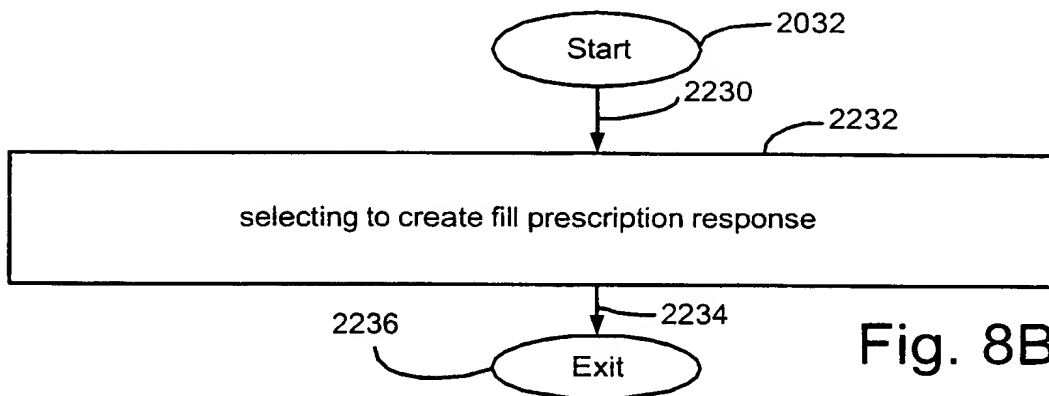 Start
2032
2230
2232
selecting to create fill prescription response
2234
2236
Exit
Fig. 8B